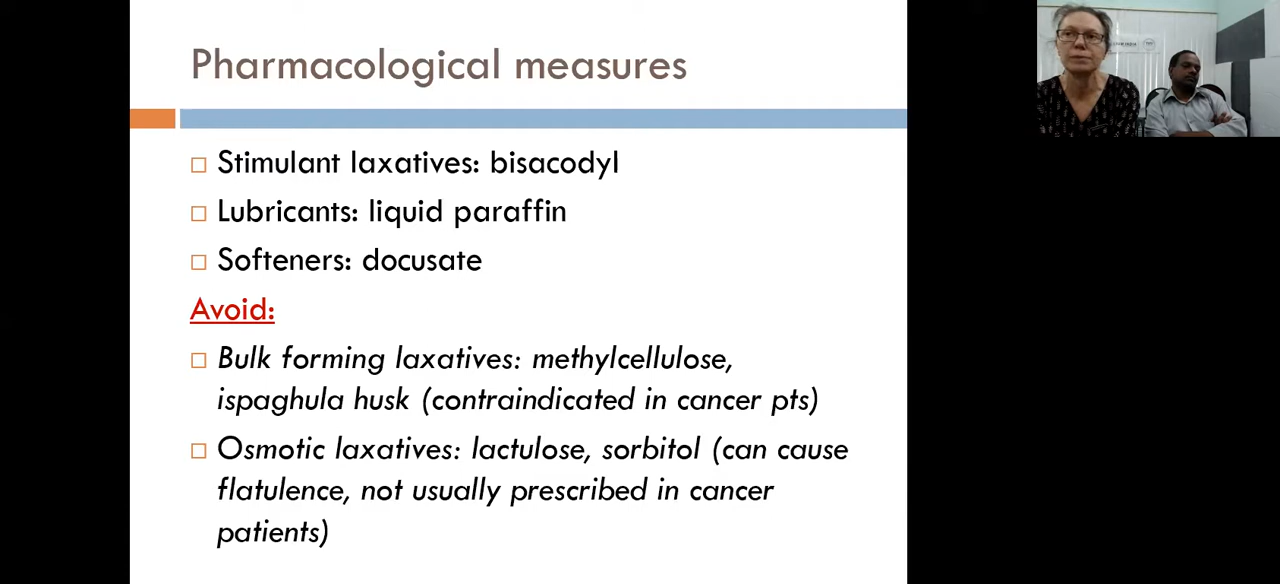 Pharmacological measures
Stimulant laxatives: bisacodyl
Lubricants: liquid paraffin
Softeners: docusate
Avoid:
Bulk forming laxatives: methylcellulose,
ispaghula husk (contraindicated in cancer pts)
Osmotic laxatives: lactulose, sorbitol (can cause
flatulence, not usually prescribed in cancer
patients)